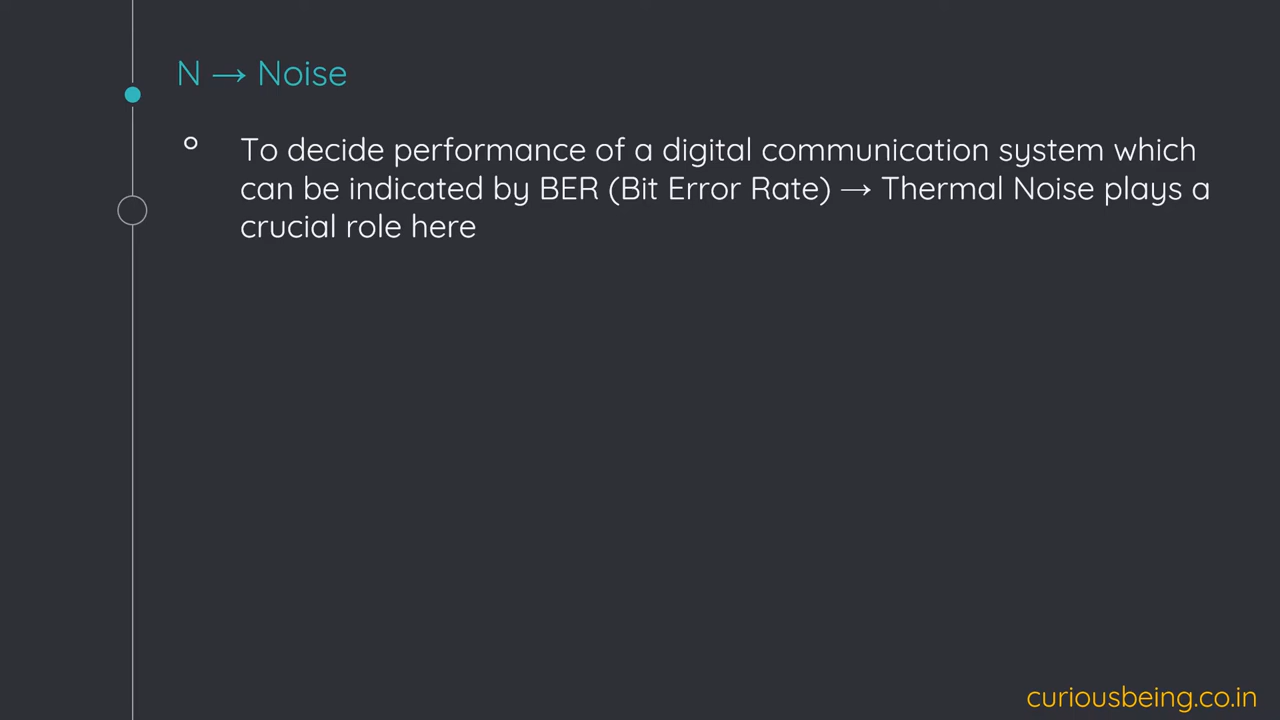 N → Noise
To decide performance of a digital communication system which
can be indicated by BER (Bit Error Rate) → Thermal Noise plays a
crucial role here
curiousbeing.co.in